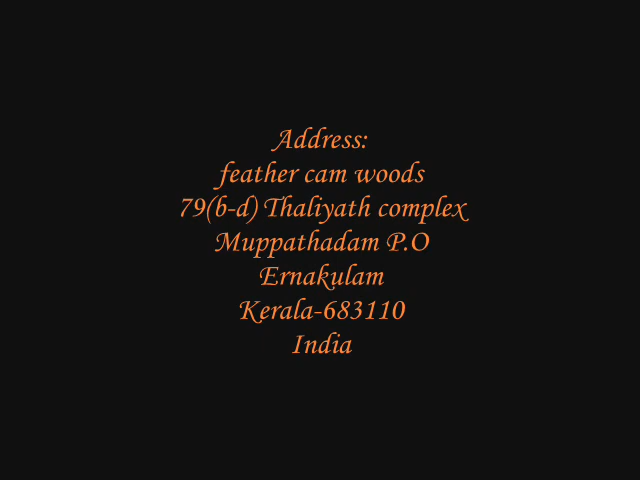 Address:
feather cam woods
79(b-d) Thaliyath complex
Muppathadam P.O
Ernakulam
Kerala-683110
India